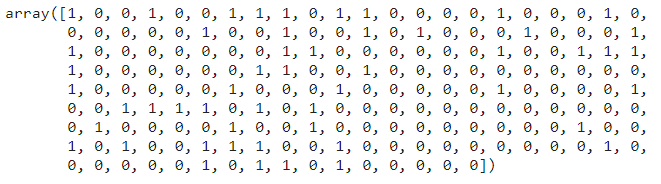 array([1, 0, 0, 1, 0, 0, 1, 1, 1, 0, 1, 1, 0, 0, 0, 0, 1, 0, 0, 0, 1, 0,
0, 0, 0, 0, 0, 1, 0, 0, 1, 0, 0, 1, 0, 1, 0, 0, 0, 1, 0, 0, 0, 1,
1, 0, 0, 0, 0, 0, 0, 0, 1, 1, 0, 0, 0, 0, 0, 0, 1, 0, 0, 1, 1, 1,
1, 0, 0, 0, 0, 0, 0, 1, 1, 0, 0, 1, 0, 0, 0, 0, 0, 0, 0, 0, 0, 0,
1, 0, 0, 0, 0, 0, 1, 0, 0, 0, 1, 0, 0, 0, 0, 0, 1, 0, 0, 0, 0, 1,
0, 0, 1, 1, 1, 1, 0, 1, 0, 1, 0, 0, 0, 0, 0, 0, 0, 0, 0, 0, 0, 0,
0, 1, 0, 0, 0, 0, 1, 0, 0, 1, 0, 0, 0, 0, 0, 0, 0, 0, 0, 1, 0, 0,
1, 0, 1, 0, 0, 1, 1, 1, 0, 0, 1, 0, 0, 0, 0, 0, 0, 0, 0, 0, 1, 0,
0, 0, 0, 0, 0, 1, 0, 1, 1, 0, 1, 0, 0, 0, 0, 0])